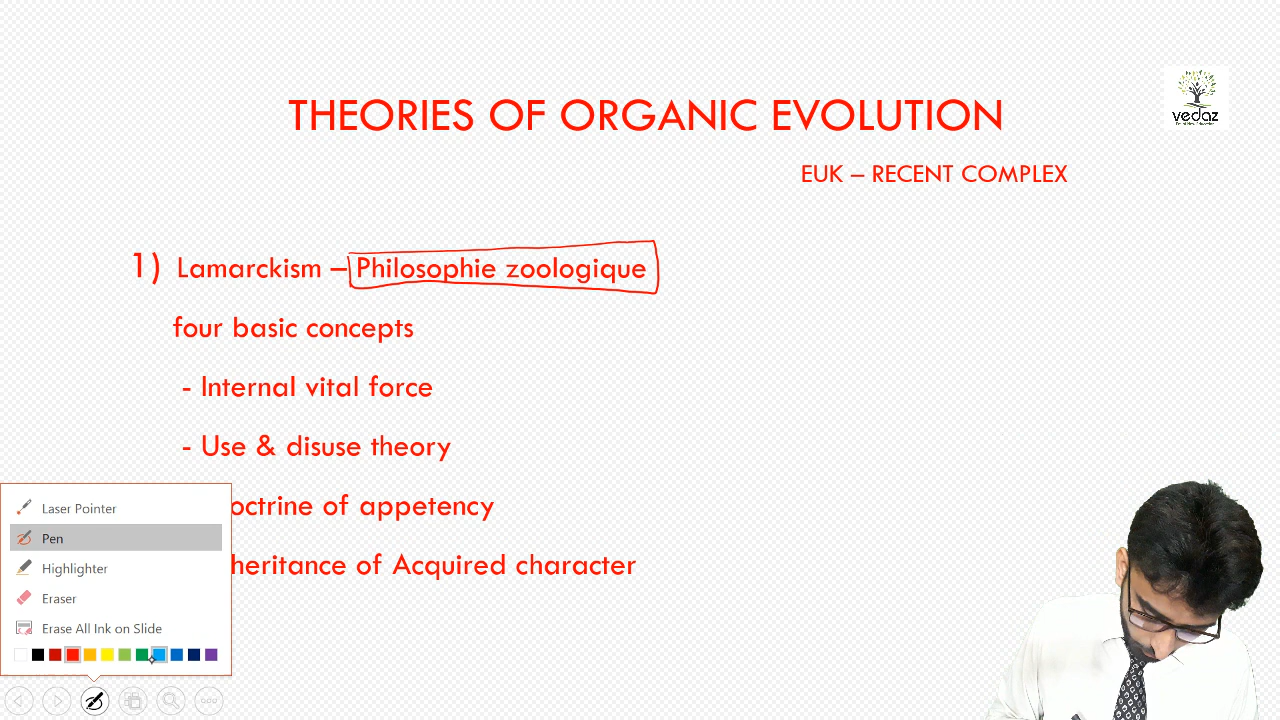 THEORIES OF ORGANIC EVOLUTION
vedaz
EUK – RECENT COMPLEX
1) Lamarckism – Philosophie zoologique
four basic concepts
- Internal vital force
- Use & disuse theory
octrine of appetency
heritance of Acquired character
Laser Pointer
Pen
Highlighter
Eraser
Erase All Ink on Slide